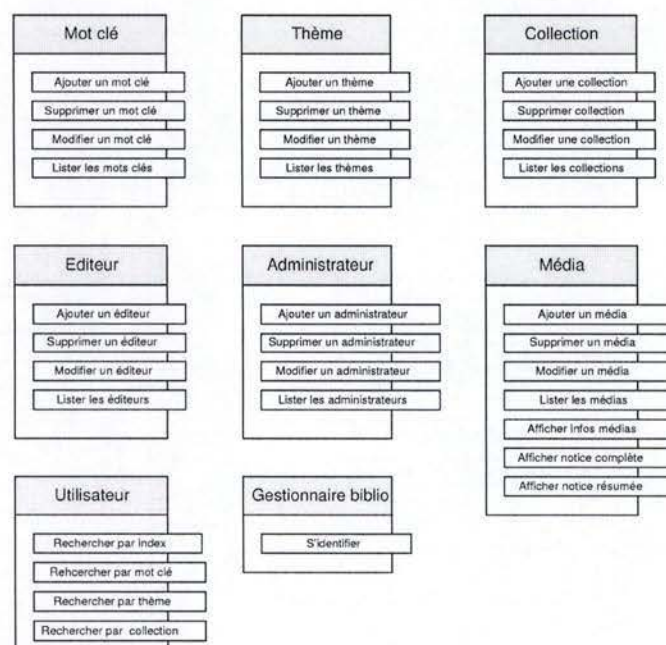 Mot clé
Ajouter un mot clé
Supprimer un mot clé
Modifier un mot clé
Lister les mots clés
Thème
Ajouter un thème
Supprimer un thème
Modifier un thème
Lister les thèmes
Collection
Ajouter une collection
Supprimer collection
Modifier une collection
Lister les collections
Editeur
Ajouter un éditeur
Supprimer un éditeur
Modifier un éditeur
Lister les éditeurs
Administrateur
Ajouter un administrateur
Supprimer un administrateur
Modifier un administrateur
Lister les administrateurs
Média
Ajouter un média
Supprimer un média
Modifier un média
Lister les médias
Afficher infos médias
Afficher notice complète
Afficher notice résumée
Utilisateur
Rechercher par index
Rehcercher par mot clé
Rechercher par thème
Rechercher par collection
Gestionnaire biblio
S'identifier